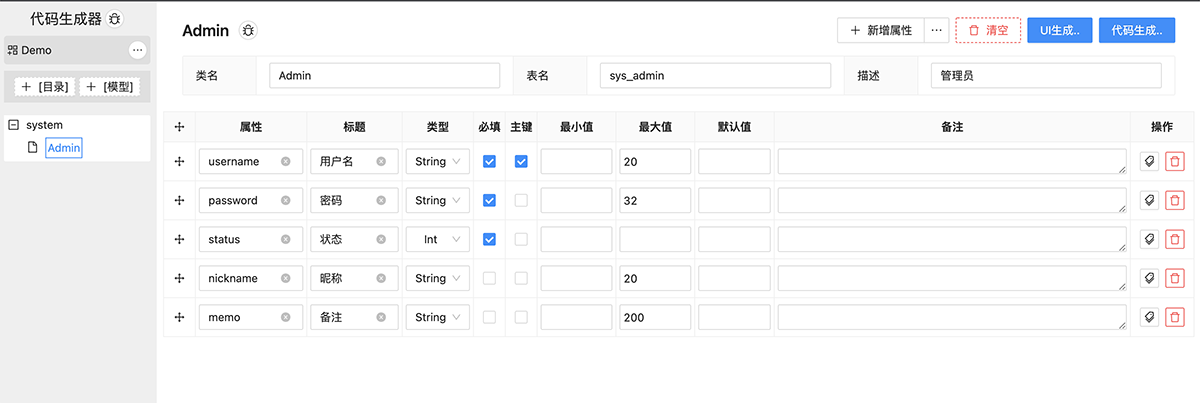 代码生成器
Demo
[目录] [模型]
system
Admin
Admin
新增属性 ... 清空 UI生成.. 代码生成..
类名 Admin 表名 sys_admin 描述 管理员
属性 标题 类型 必填 主键 最小值 最大值 默认值 备注 操作
username 用户名 String 20
password 密码 String 32
status 状态 Int
nickname 昵称 String 20
memo 备注 String 200